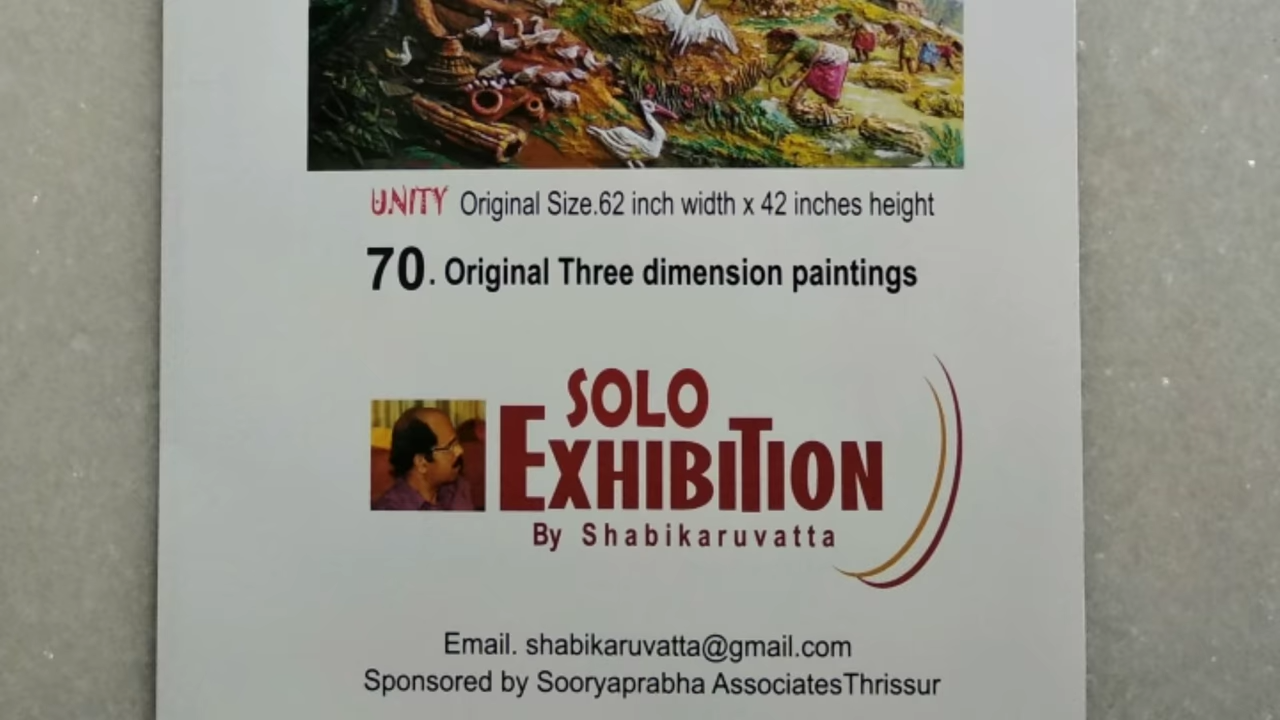 UNITY Original Size.62 inch width x 42 inches height
70. Original Three dimension paintings
SOLO
EXHIBITION
By Shabikaruvatta
Email. shabikaruvatta@gmail.com
Sponsored by Sooryaprabha AssociatesThrissur